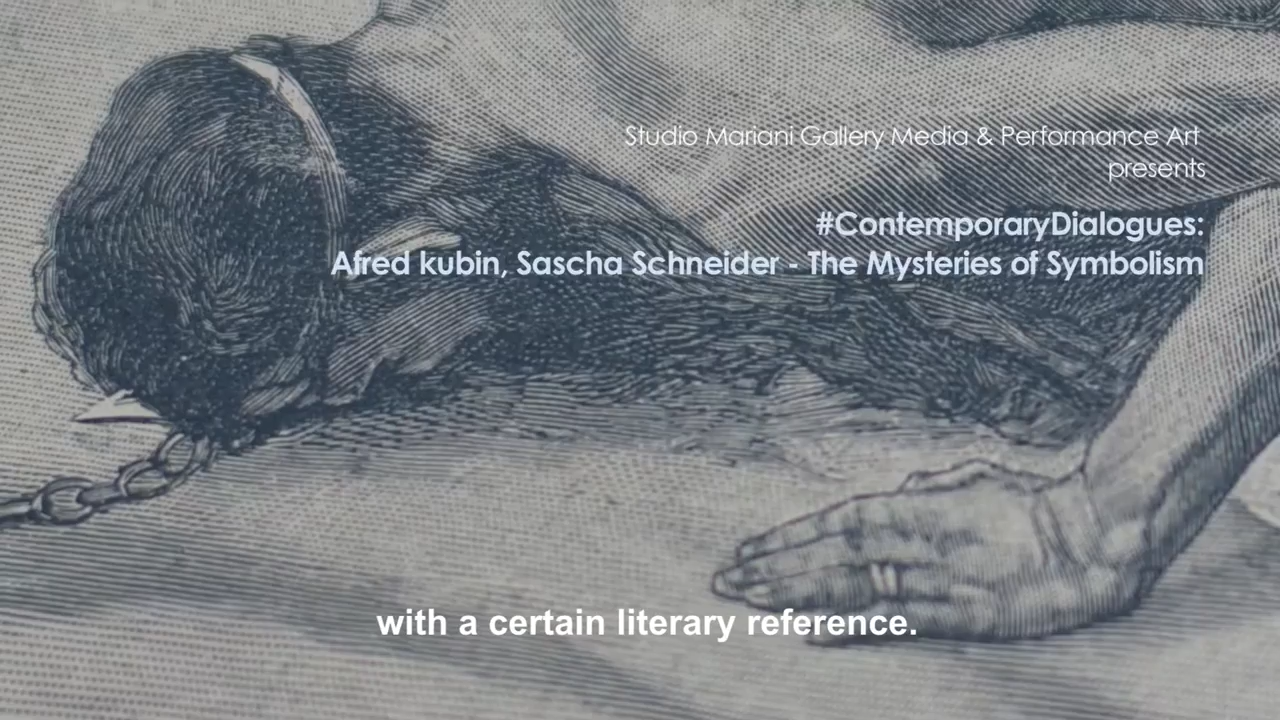 Studio Mariani Gallery Media & Performance Art
presents
#ContemporaryDialogues:
Afred kubin, Sascha Schneider - The Mysteries of Symbolism
with a certain literary reference.